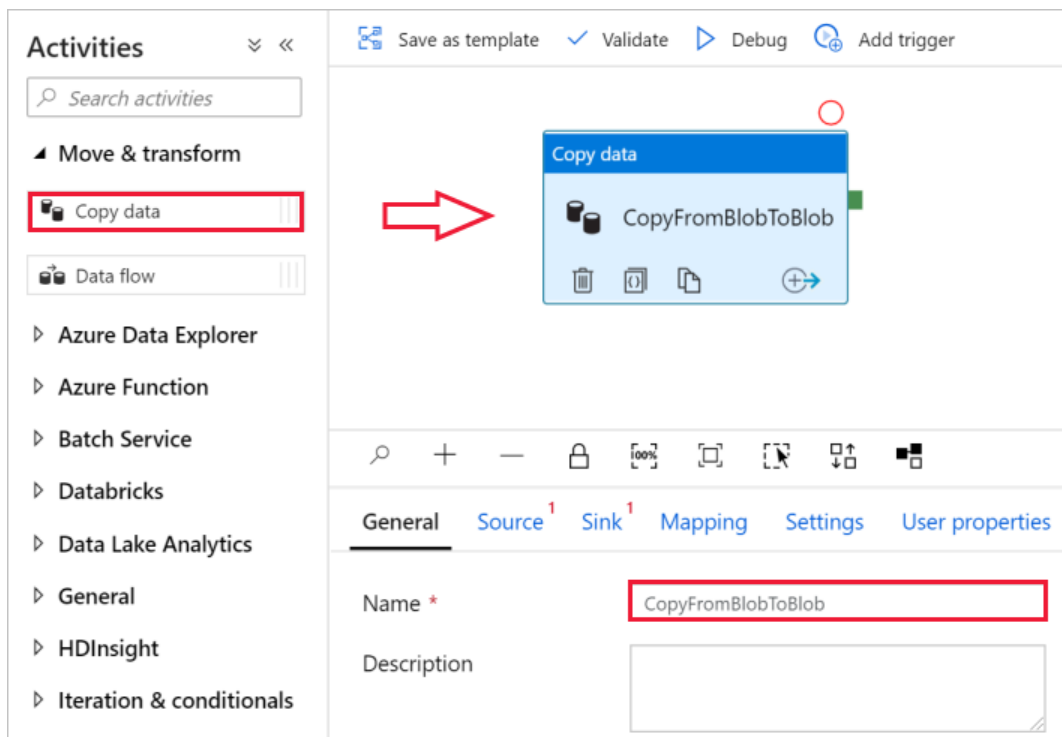 Activities
Search activities
Move & transform
Copy data
Data flow
Azure Data Explorer
Azure Function
Batch Service
Databricks
Data Lake Analytics
General
HDInsight
Iteration & conditionals
Save as template Validate Debug Add trigger
Copy data
CopyFromBlobToBlob
100%
General Source 1 Sink 1 Mapping Settings User properties
Name * CopyFromBlobToBlob
Description